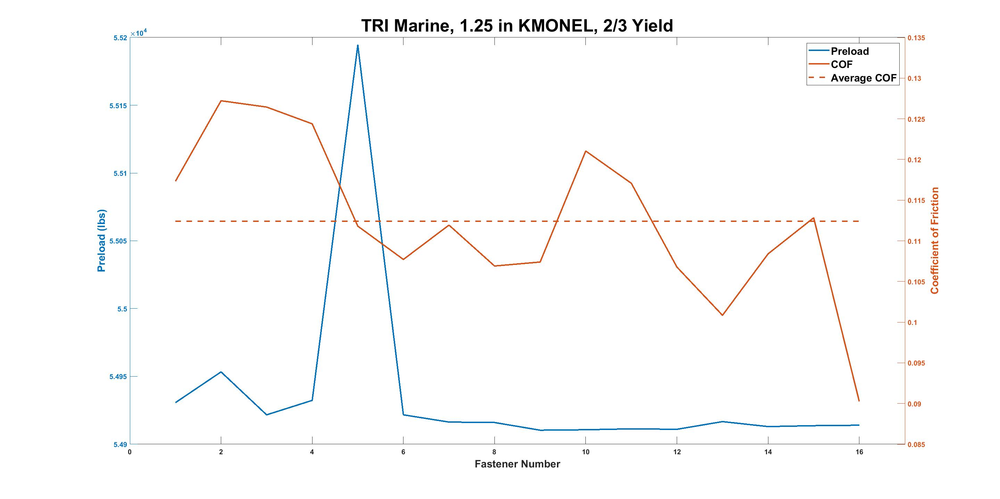 TRI Marine, 1.25 in KMONEL, 2/3 Yield
×10⁴
5.52
5.515
5.51
5.505
5.5
5.495
5.49
Preload (lbs)
0.135
0.13
0.125
0.12
0.115
0.11
0.105
0.1
0.095
0.09
0.085
Coefficient of Friction
Preload
COF
Average COF
0 2 4 6 8 10 12 14 16
Fastener Number